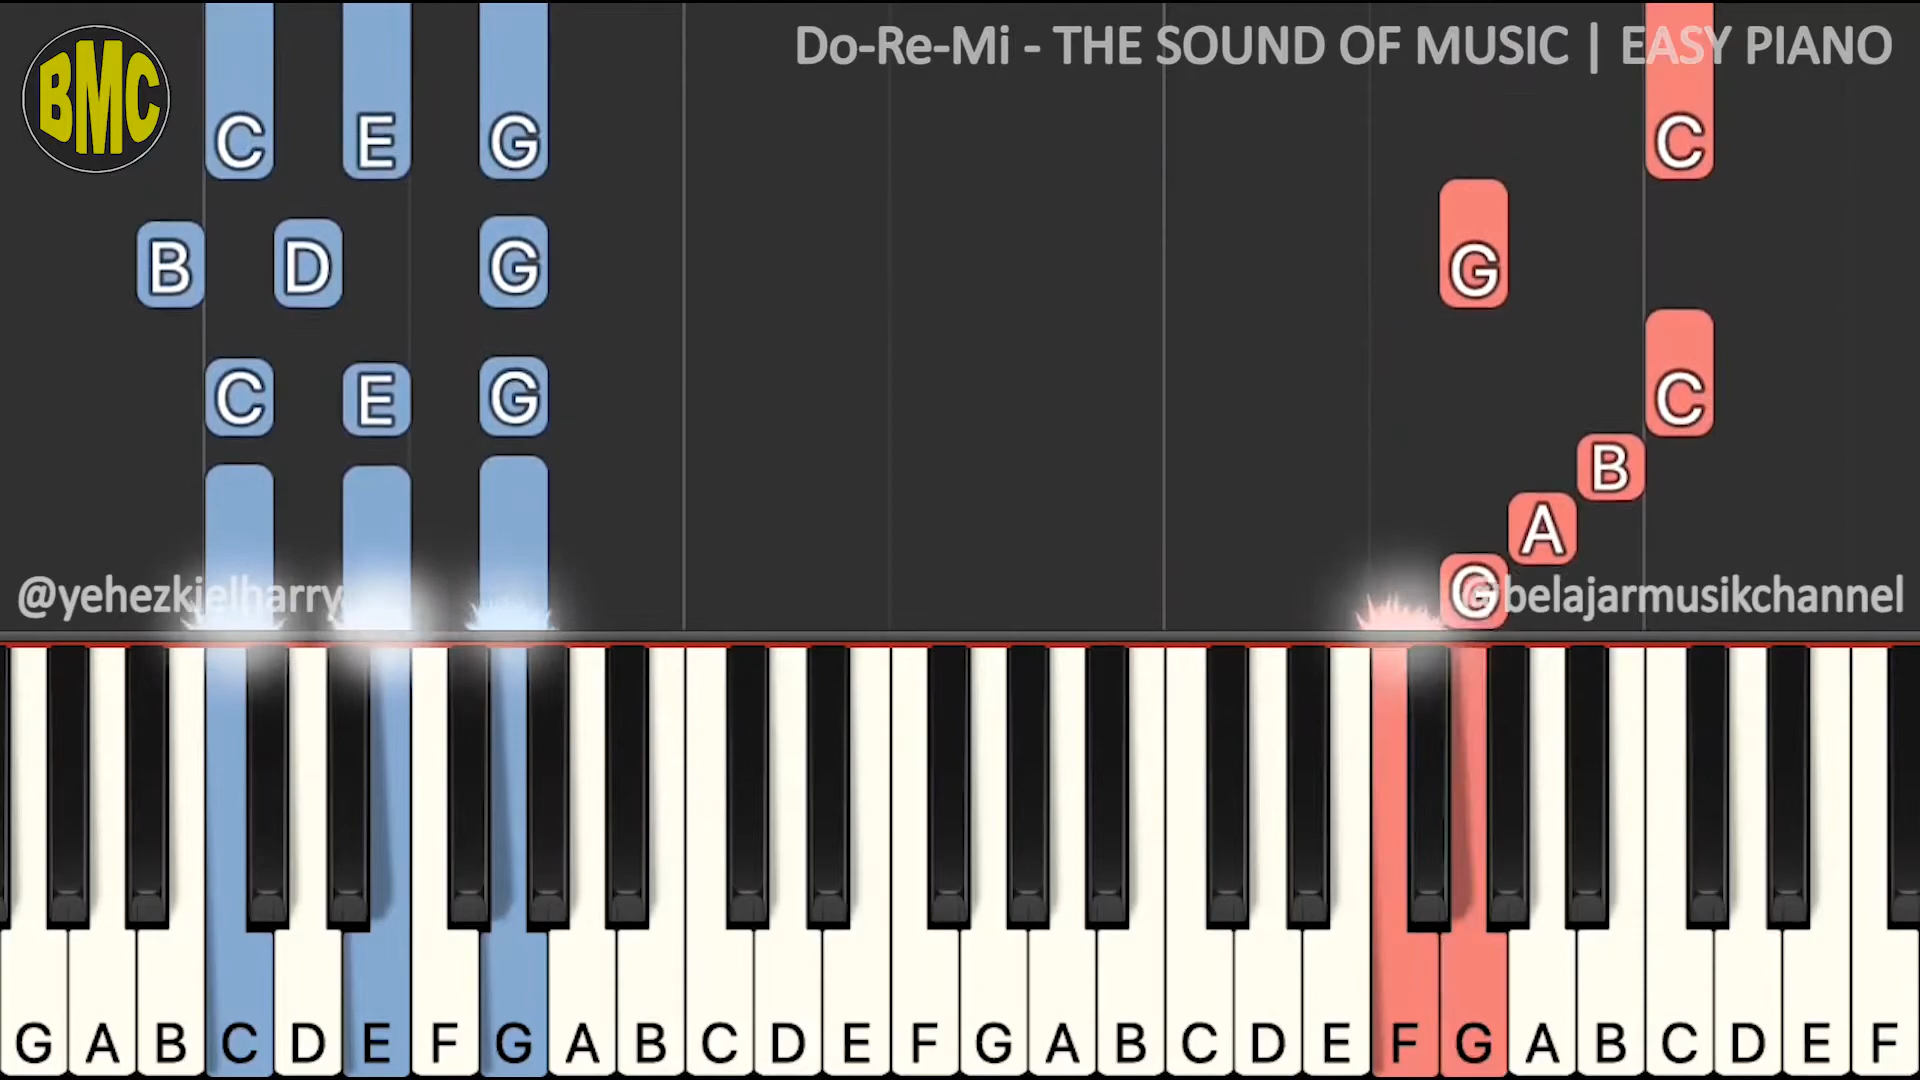 BMC
Do-Re-Mi - THE SOUND OF MUSIC | EASY PIANO
C E G C
B D G G
C E G C
B
A
G
@yehezkielharry @belajarmusikchannel
G A B C D E F G A B C D E F G A B C D E F G A B C D E F